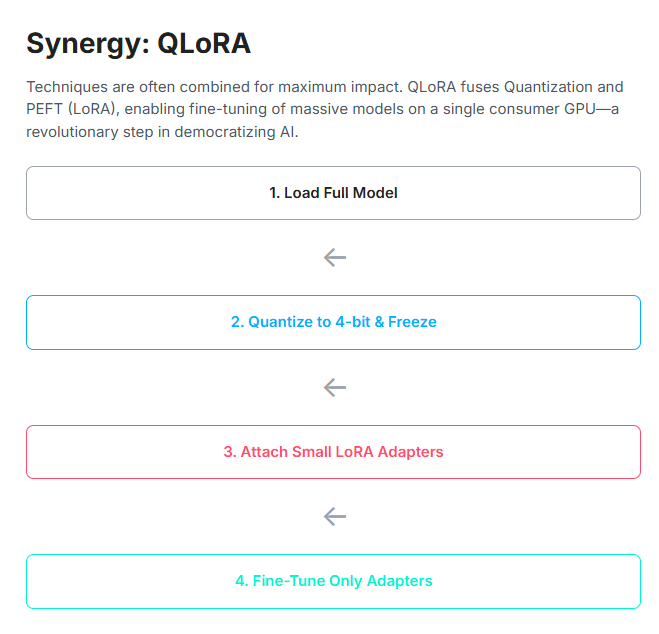 Synergy: QLoRA
Techniques are often combined for maximum impact. QLoRA fuses Quantization and
PEFT (LoRA), enabling fine-tuning of massive models on a single consumer GPU—a
revolutionary step in democratizing AI.
1. Load Full Model
←
2. Quantize to 4-bit & Freeze
←
3. Attach Small LoRA Adapters
←
4. Fine-Tune Only Adapters